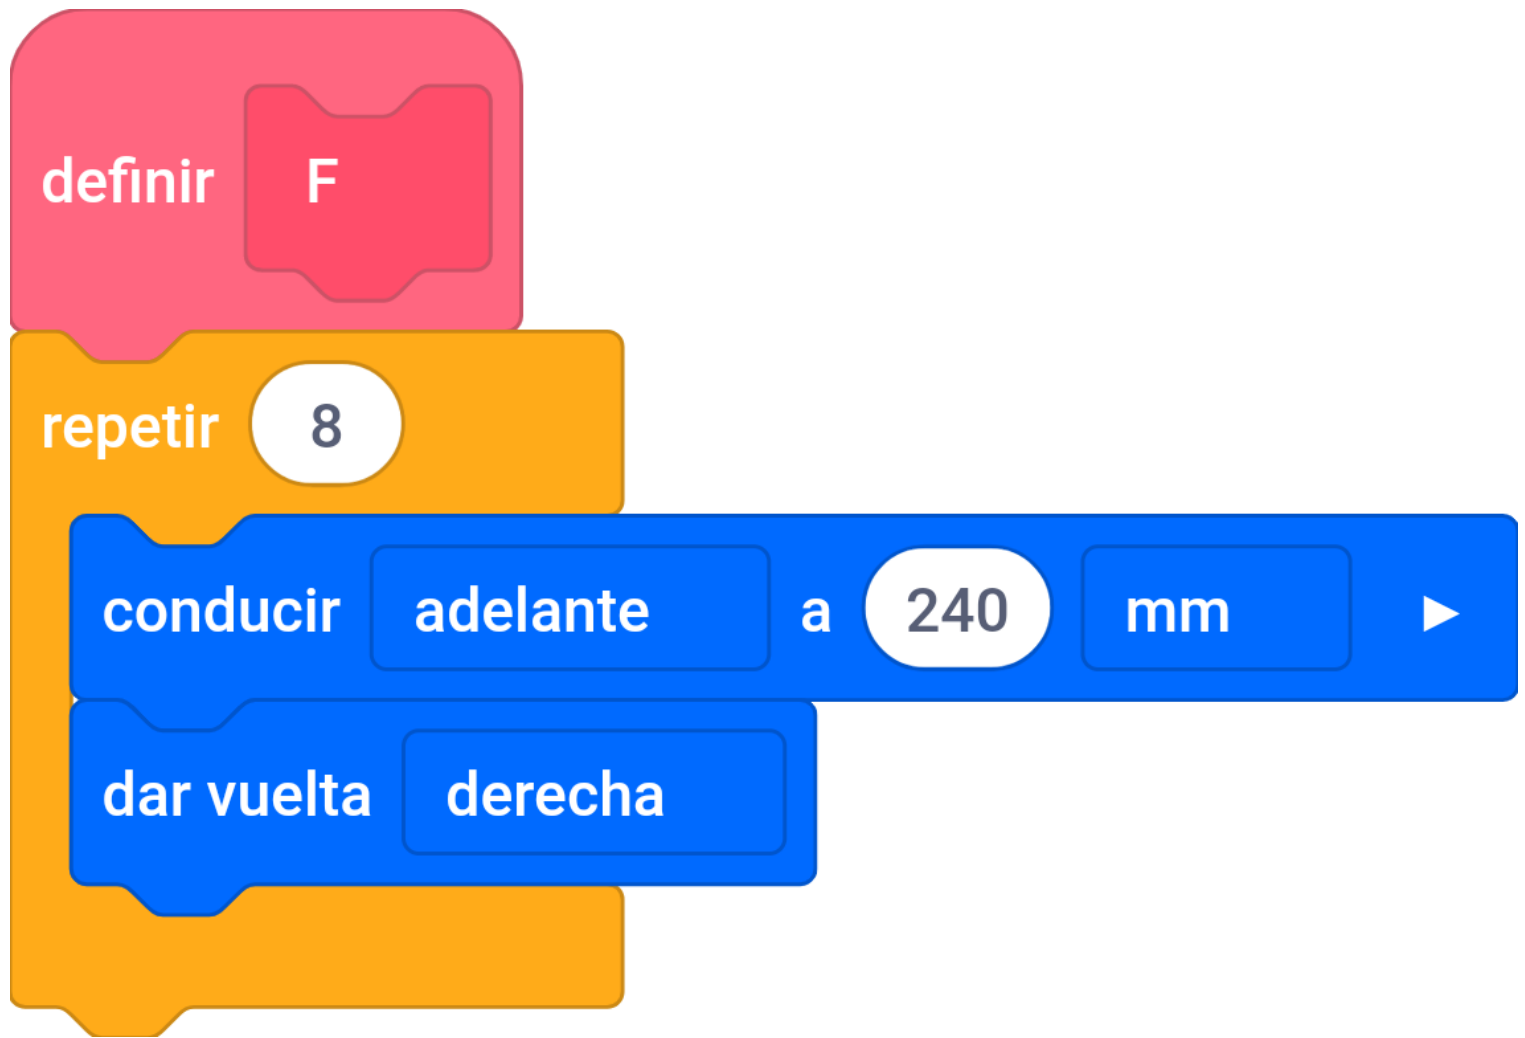 definir F
repetir 8
conducir adelante a 240 mm ▶
dar vuelta derecha